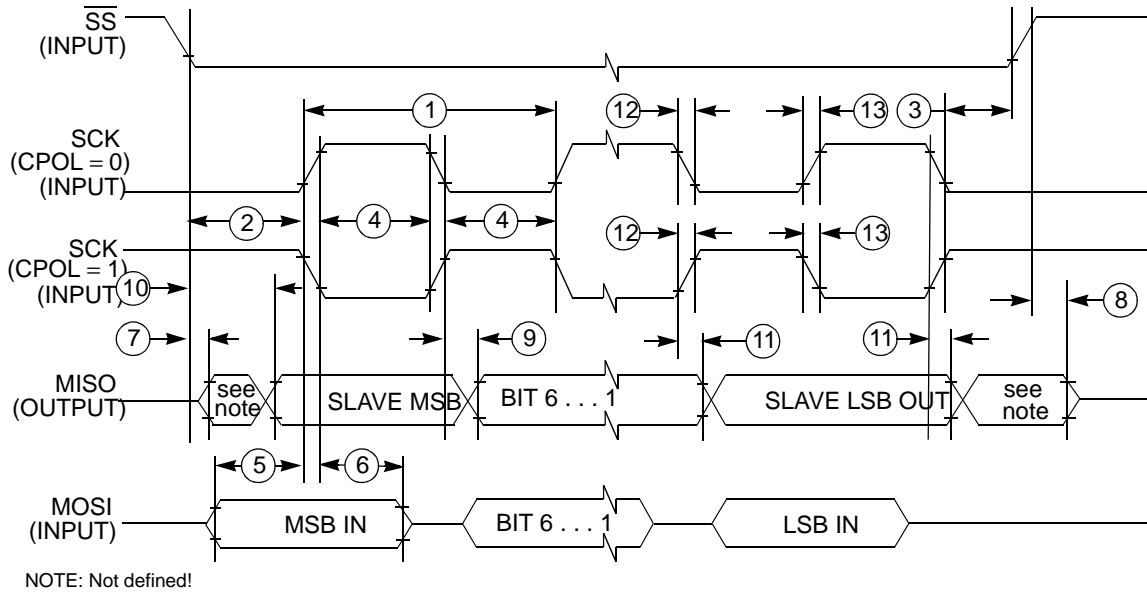 SS
(INPUT)
1
12
13
3
SCK
(CPOL = 0)
(INPUT)
2
4
4
SCK
(CPOL = 1)
(INPUT)
12
13
10
8
7
9
11
11
MISO
(OUTPUT)
see
note
SLAVE MSB
BIT 6 . . . 1
SLAVE LSB OUT
see
note
5
6
MOSI
(INPUT)
MSB IN
BIT 6 . . . 1
LSB IN
NOTE: Not defined!